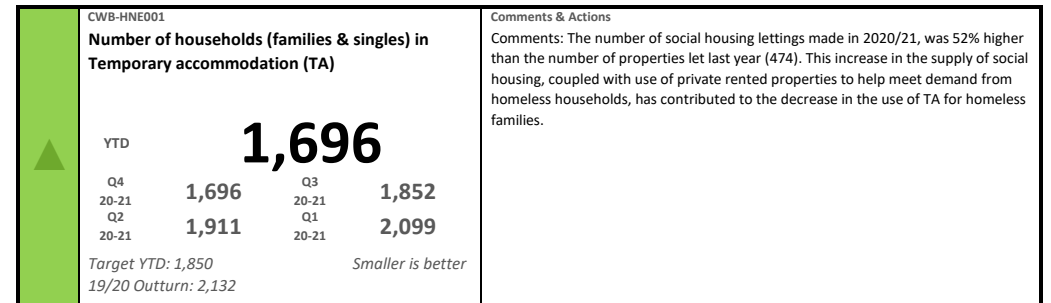 CWB-HNE001
Number of households (families & singles) in
Temporary accommodation (TA)
YTD 1,696
Q4 20-21 1,696 Q3 20-21 1,852
Q2 20-21 1,911 Q1 20-21 2,099
Target YTD: 1,850 Smaller is better
19/20 Outturn: 2,132
Comments & Actions
Comments: The number of social housing lettings made in 2020/21, was 52% higher
than the number of properties let last year (474). This increase in the supply of social
housing, coupled with use of private rented properties to help meet demand from
homeless households, has contributed to the decrease in the use of TA for homeless
families.